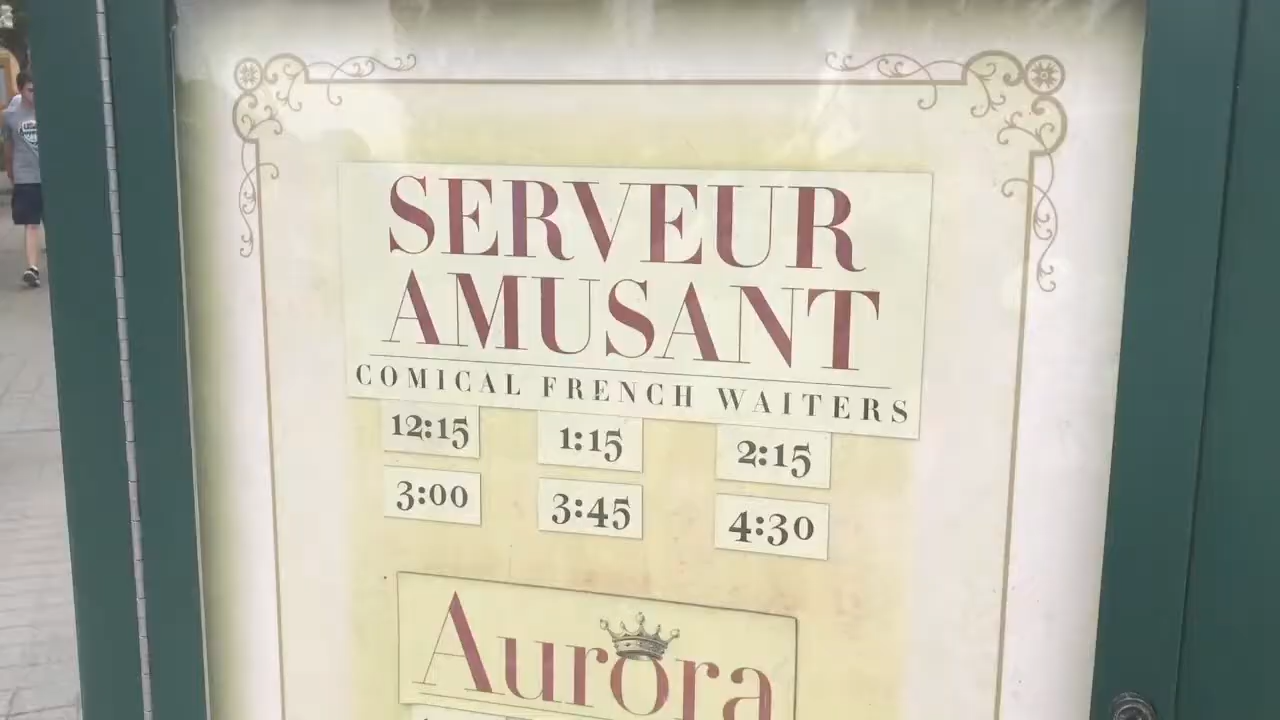 SERVEUR
AMUSANT
COMICAL FRENCH WAITERS
12:15 1:15 2:15
3:00 3:45 4:30
Aurora